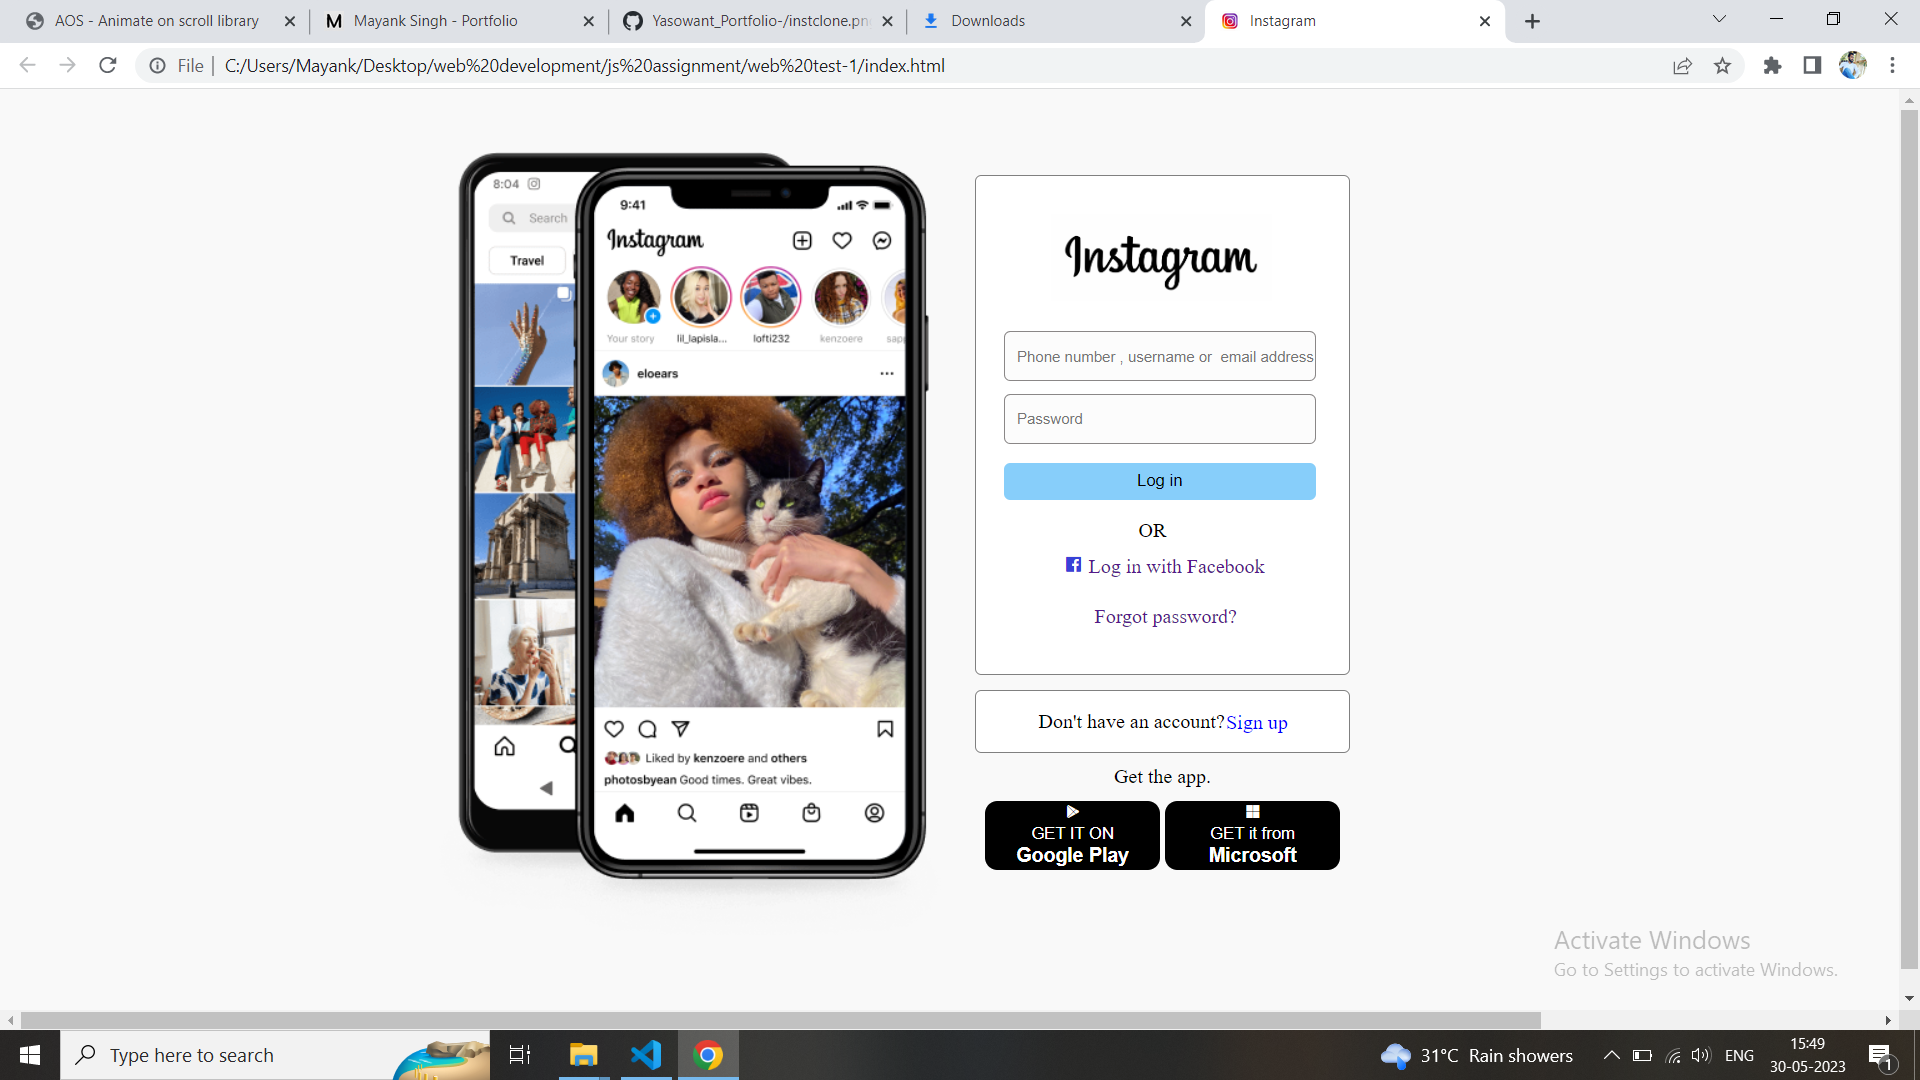 AOS - Animate on scroll library
Mayank Singh - Portfolio
Yasowant_Portfolio-/instclone.pn
Downloads
Instagram
File
C:/Users/Mayank/Desktop/web%20development/js%20assignment/web%20test-1/index.html
8:04
Search
Travel
9:41
Instagram
Your story
lil_lapisla...
lofti232
kenzoere
sap
eloears
Liked by kenzoere and others
photosbyean Good times. Great vibes.
Instagram
Phone number , username or  email address
Password
Log in
OR
Log in with Facebook
Forgot password?
Don't have an account?Sign up
Get the app.
GET IT ON
Google Play
GET it from
Microsoft
Activate Windows
Go to Settings to activate Windows.
Type here to search
31°C Rain showers
ENG
15:49
30-05-2023
1